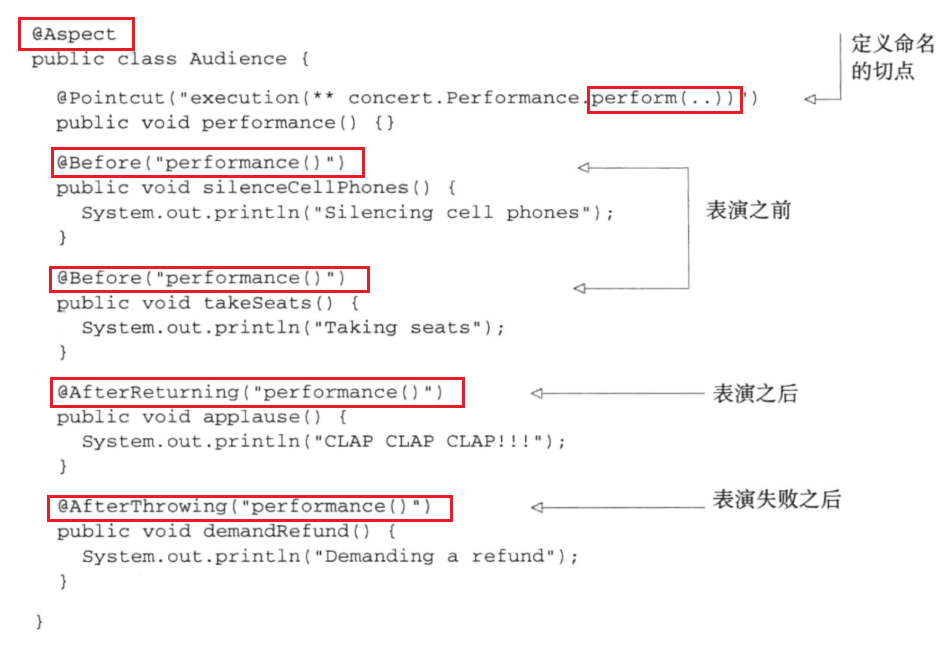 @Aspect
public class Audience {
@Pointcut("execution(** concert.Performance.perform(..))")
定义命名
的切点
public void performance() {}
@Before("performance()")
public void silenceCellPhones() {
System.out.println("Silencing cell phones");
表演之前
}
@Before("performance()")
public void takeSeats() {
System.out.println("Taking seats");
}
@AfterReturning("performance()")
表演之后
public void applause() {
System.out.println("CLAP CLAP CLAP!!!");
}
@AfterThrowing("performance()")
表演失败之后
public void demandRefund() {
System.out.println("Demanding a refund");
}
}